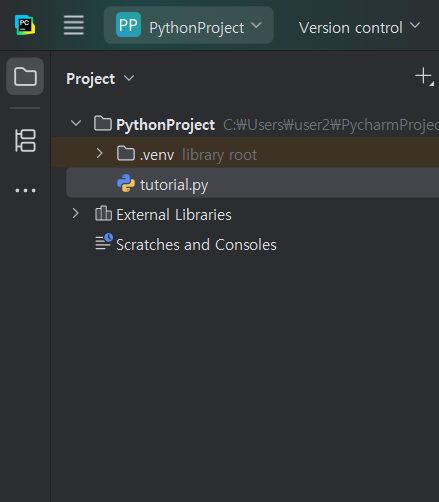 PC
PP PythonProject Version control
Project
PythonProject C:₩Users₩user2₩PycharmProjec
.venv library root
tutorial.py
External Libraries
Scratches and Consoles